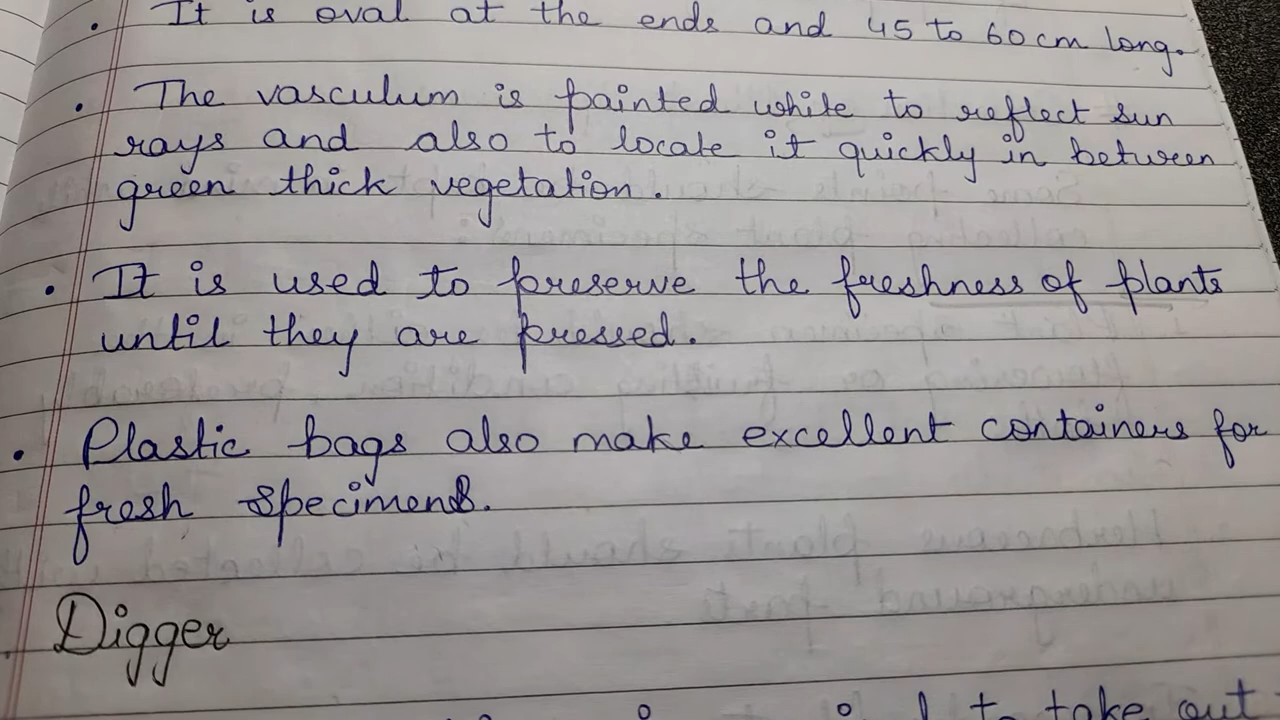 • It is oval at the ends and 45 to 60 cm long.
• The vasculum is painted white to reflect sun
rays and also to locate it quickly in between
green thick vegetation.
• It is used to preserve the freshness of plants
until they are pressed.
• Plastic bags also make excellent containers for
fresh specimens.
Digger
to take out